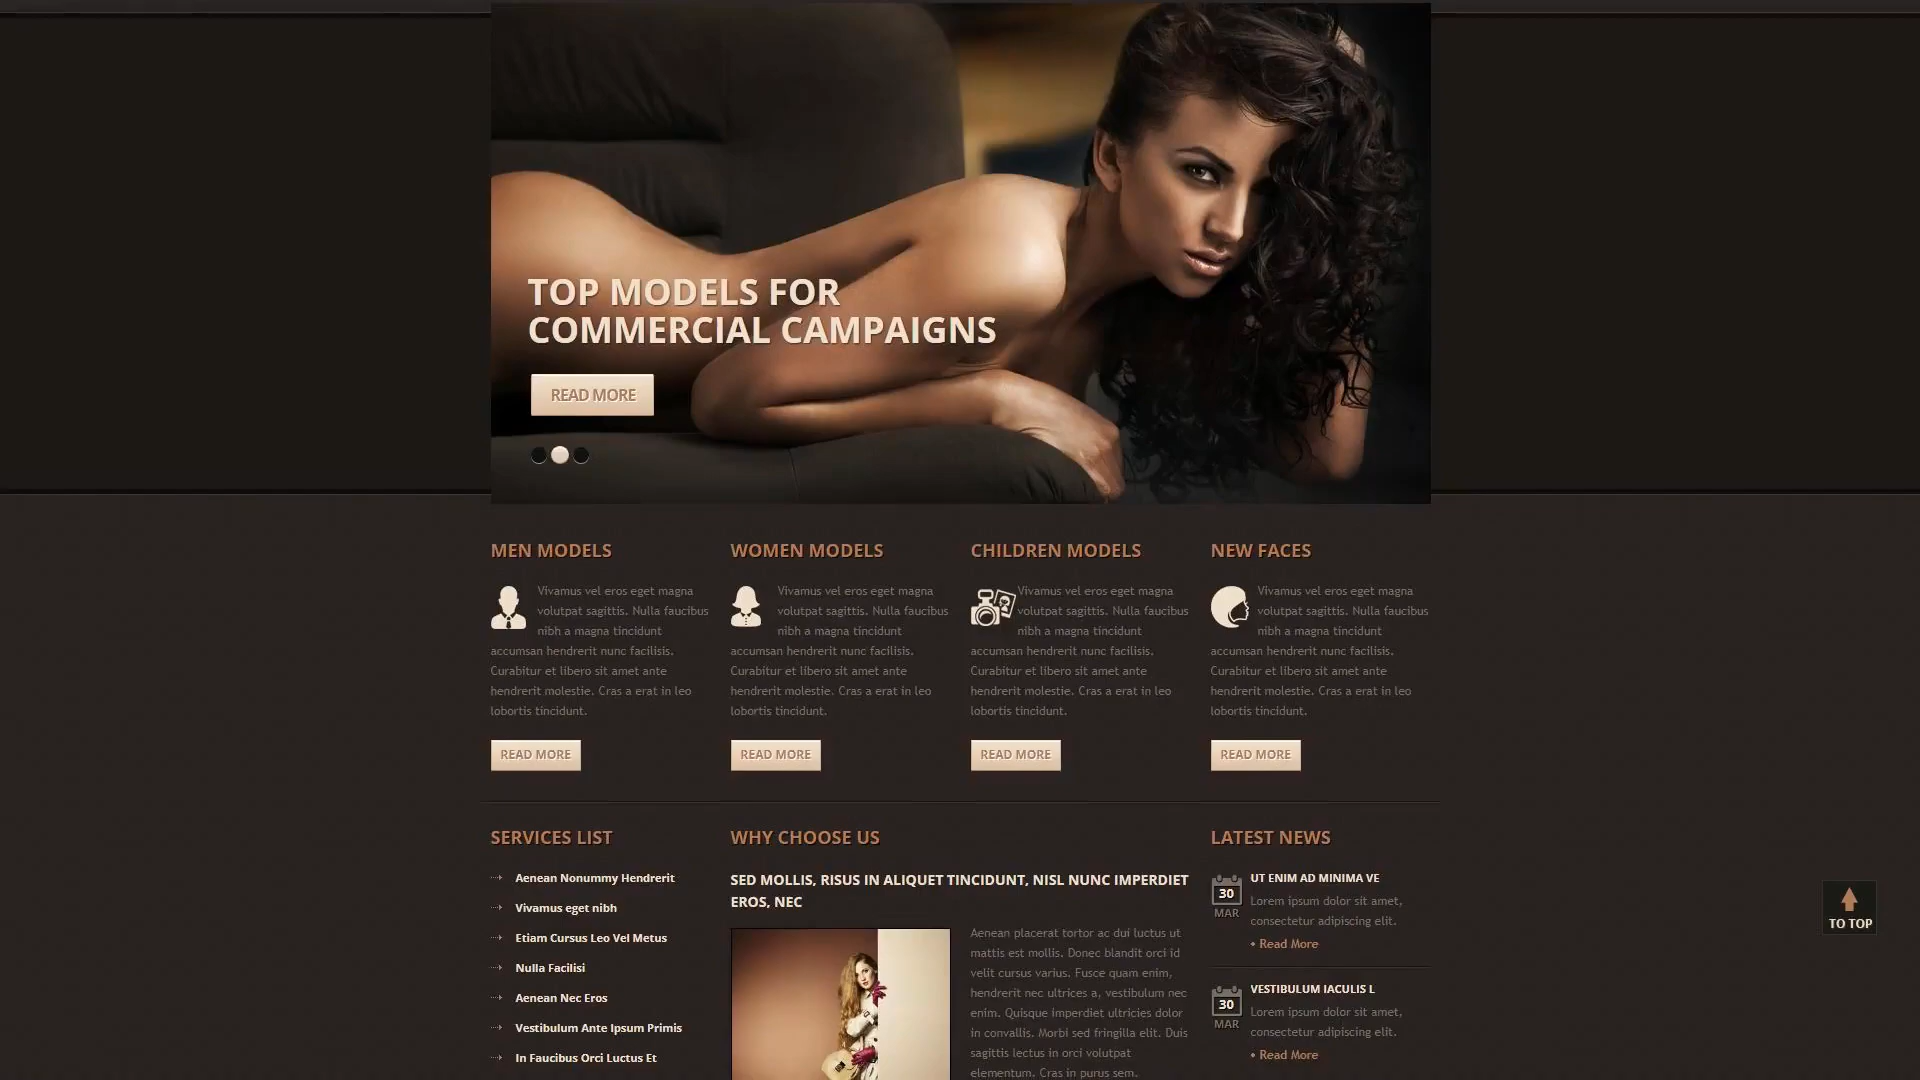 TOP MODELS FOR
COMMERCIAL CAMPAIGNS
READ MORE
MEN MODELS
Vivamus vel eros eget magna
volutpat sagittis. Nulla faucibus
nibh a magna tincidunt
accumsan hendrerit nunc facilisis.
Curabitur et libero sit amet ante
hendrerit molestie. Cras a erat in leo
lobortis tincidunt.
READ MORE
WOMEN MODELS
Vivamus vel eros eget magna
volutpat sagittis. Nulla faucibus
nibh a magna tincidunt
accumsan hendrerit nunc facilisis.
Curabitur et libero sit amet ante
hendrerit molestie. Cras a erat in leo
lobortis tincidunt.
READ MORE
CHILDREN MODELS
Vivamus vel eros eget magna
volutpat sagittis. Nulla faucibus
nibh a magna tincidunt
accumsan hendrerit nunc facilisis.
Curabitur et libero sit amet ante
hendrerit molestie. Cras a erat in leo
lobortis tincidunt.
READ MORE
NEW FACES
Vivamus vel eros eget magna
volutpat sagittis. Nulla faucibus
nibh a magna tincidunt
accumsan hendrerit nunc facilisis.
Curabitur et libero sit amet ante
hendrerit molestie. Cras a erat in leo
lobortis tincidunt.
READ MORE
SERVICES LIST
Aenean Nonummy Hendrerit
Vivamus eget nibh
Etiam Cursus Leo Vel Metus
Nulla Facilisi
Aenean Nec Eros
Vestibulum Ante Ipsum Primis
In Faucibus Orci Luctus Et
WHY CHOOSE US
SED MOLLIS, RISUS IN ALIQUET TINCIDUNT, NISL NUNC IMPERDIET
EROS, NEC
Aenean placerat tortor ac dui luctus ut
mattis est mollis. Donec blandit orci id
velit cursus varius. Fusce quam enim,
hendrerit nec ultrices a, vestibulum nec
enim. Quisque imperdiet ultricies dolor
in convallis. Morbi sed fringilla elit. Duis
sagittis lectus in orci volutpat
elementum. Cras in purus sem.
LATEST NEWS
30
MAR
UT ENIM AD MINIMA VE
Lorem ipsum dolor sit amet,
consectetur adipiscing elit.
• Read More
30
MAR
VESTIBULUM IACULIS L
Lorem ipsum dolor sit amet,
consectetur adipiscing elit.
• Read More
TO TOP